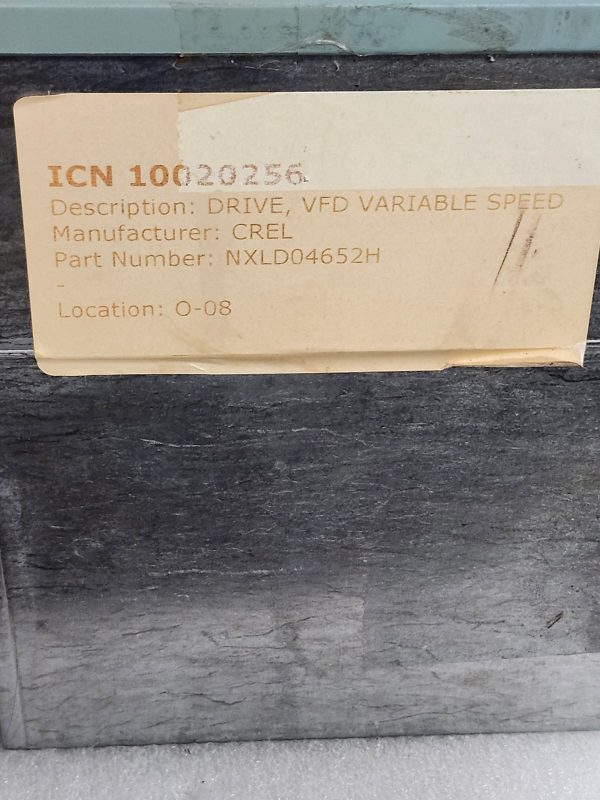 ICN 10020256
Description: DRIVE, VFD VARIABLE SPEED
Manufacturer: CREL
Part Number: NXLD04652H
-
Location: O-08